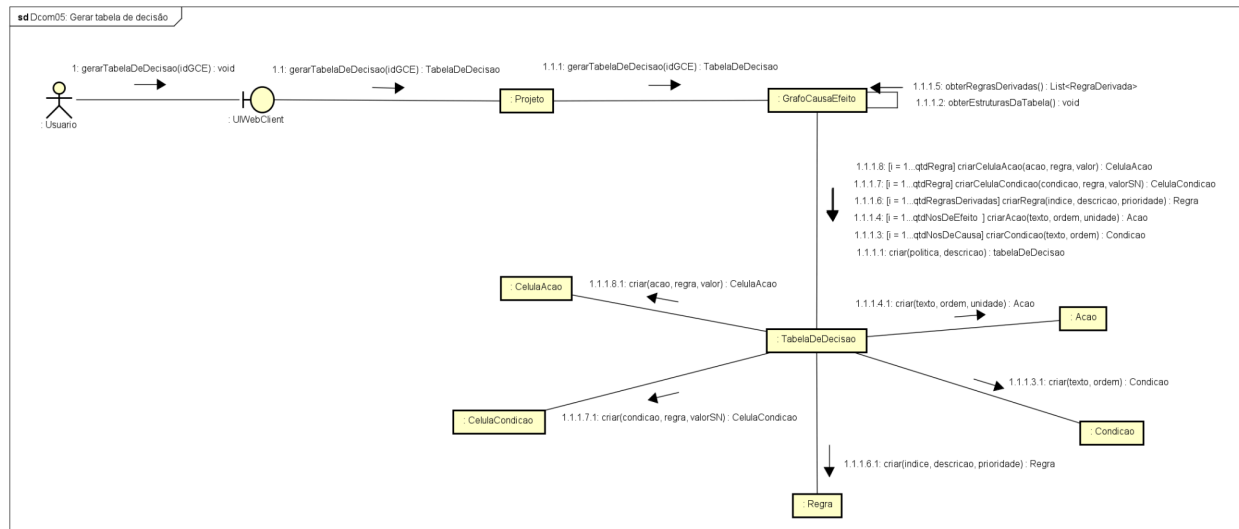 sd Dcom05: Gerar tabela de decisão
1: gerarTabelaDeDecisao(idGCE) : void
1.1: gerarTabelaDeDecisao(idGCE) : TabelaDeDecisao
1.1.1: gerarTabelaDeDecisao(idGCE) : TabelaDeDecisao
1.1.1.5: obterRegrasDerivadas() : List<RegraDerivada>
1.1.1.2: obterEstruturasDaTabela() : void
: Usuario
: UIWebClient
: Projeto
: GrafoCausaEfeito
1.1.1.8: [i = 1...qtdRegra] criarCelulaAcao(acao, regra, valor) : CelulaAcao
1.1.1.7: [i = 1...qtdRegra] criarCelulaCondicao(condicao, regra, valorSN) : CelulaCondicao
1.1.1.6: [i = 1...qtdRegrasDerivadas] criarRegra(indice, descricao, prioridade) : Regra
1.1.1.4: [i = 1...qtdNosDeEfeito ] criarAcao(texto, ordem, unidade) : Acao
1.1.1.3: [i = 1...qtdNosDeCausa] criarCondicao(texto, ordem) : Condicao
1.1.1.1: criar(politica, descricao) : tabelaDeDecisao
: CelulaAcao
1.1.1.8.1: criar(acao, regra, valor) : CelulaAcao
1.1.1.4.1: criar(texto, ordem, unidade) : Acao
: Acao
: TabelaDeDecisao
1.1.1.3.1: criar(texto, ordem) : Condicao
: CelulaCondicao
1.1.1.7.1: criar(condicao, regra, valorSN) : CelulaCondicao
: Condicao
1.1.1.6.1: criar(indice, descricao, prioridade) : Regra
: Regra